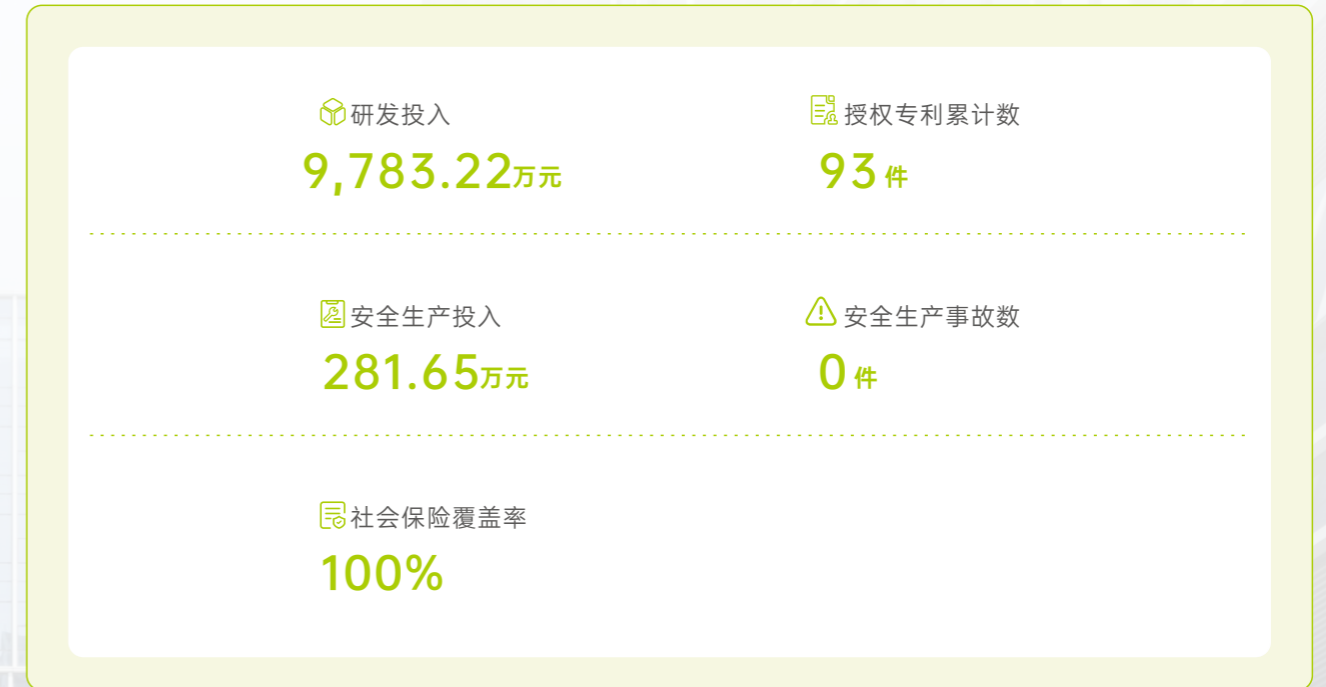 研发投入
9,783.22万元
授权专利累计数
93 件
安全生产投入
281.65万元
安全生产事故数
0 件
社会保险覆盖率
100%